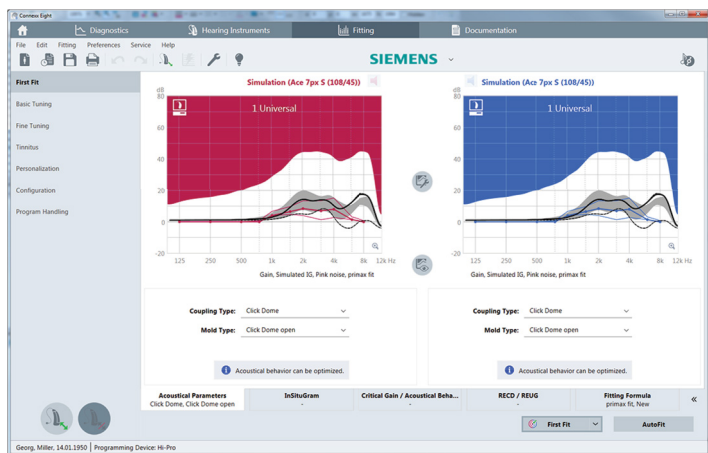 Connexx Eight
Diagnostics
Hearing Instruments
Fitting
Documentation
File Edit Fitting Preferences Service Help
SIEMENS
First Fit
Basic Tuning
Fine Tuning
Tinnitus
Personalization
Configuration
Program Handling
Simulation (Ace 7px S (108/45))
dB
80
60
40
20
0
-20
1 Universal
125 250 500 1k 2k 4k 8k 12k Hz
Gain, Simulated IG, Pink noise, primax fit
Simulation (Ace 7px S (108/45))
dB
80
60
40
20
0
-20
1 Universal
125 250 500 1k 2k 4k 8k 12k Hz
Gain, Simulated IG, Pink noise, primax fit
Coupling Type: Click Dome
Mold Type: Click Dome open
Acoustical behavior can be optimized.
Coupling Type: Click Dome
Mold Type: Click Dome open
Acoustical behavior can be optimized.
Acoustical Parameters
Click Dome, Click Dome open
InSituGram
-
Critical Gain / Acoustical Beha...
-
RECD / REUG
-
Fitting Formula
primax fit, New
«
First Fit
AutoFit
Georg, Miller, 14.01.1950 Programming Device: Hi-Pro